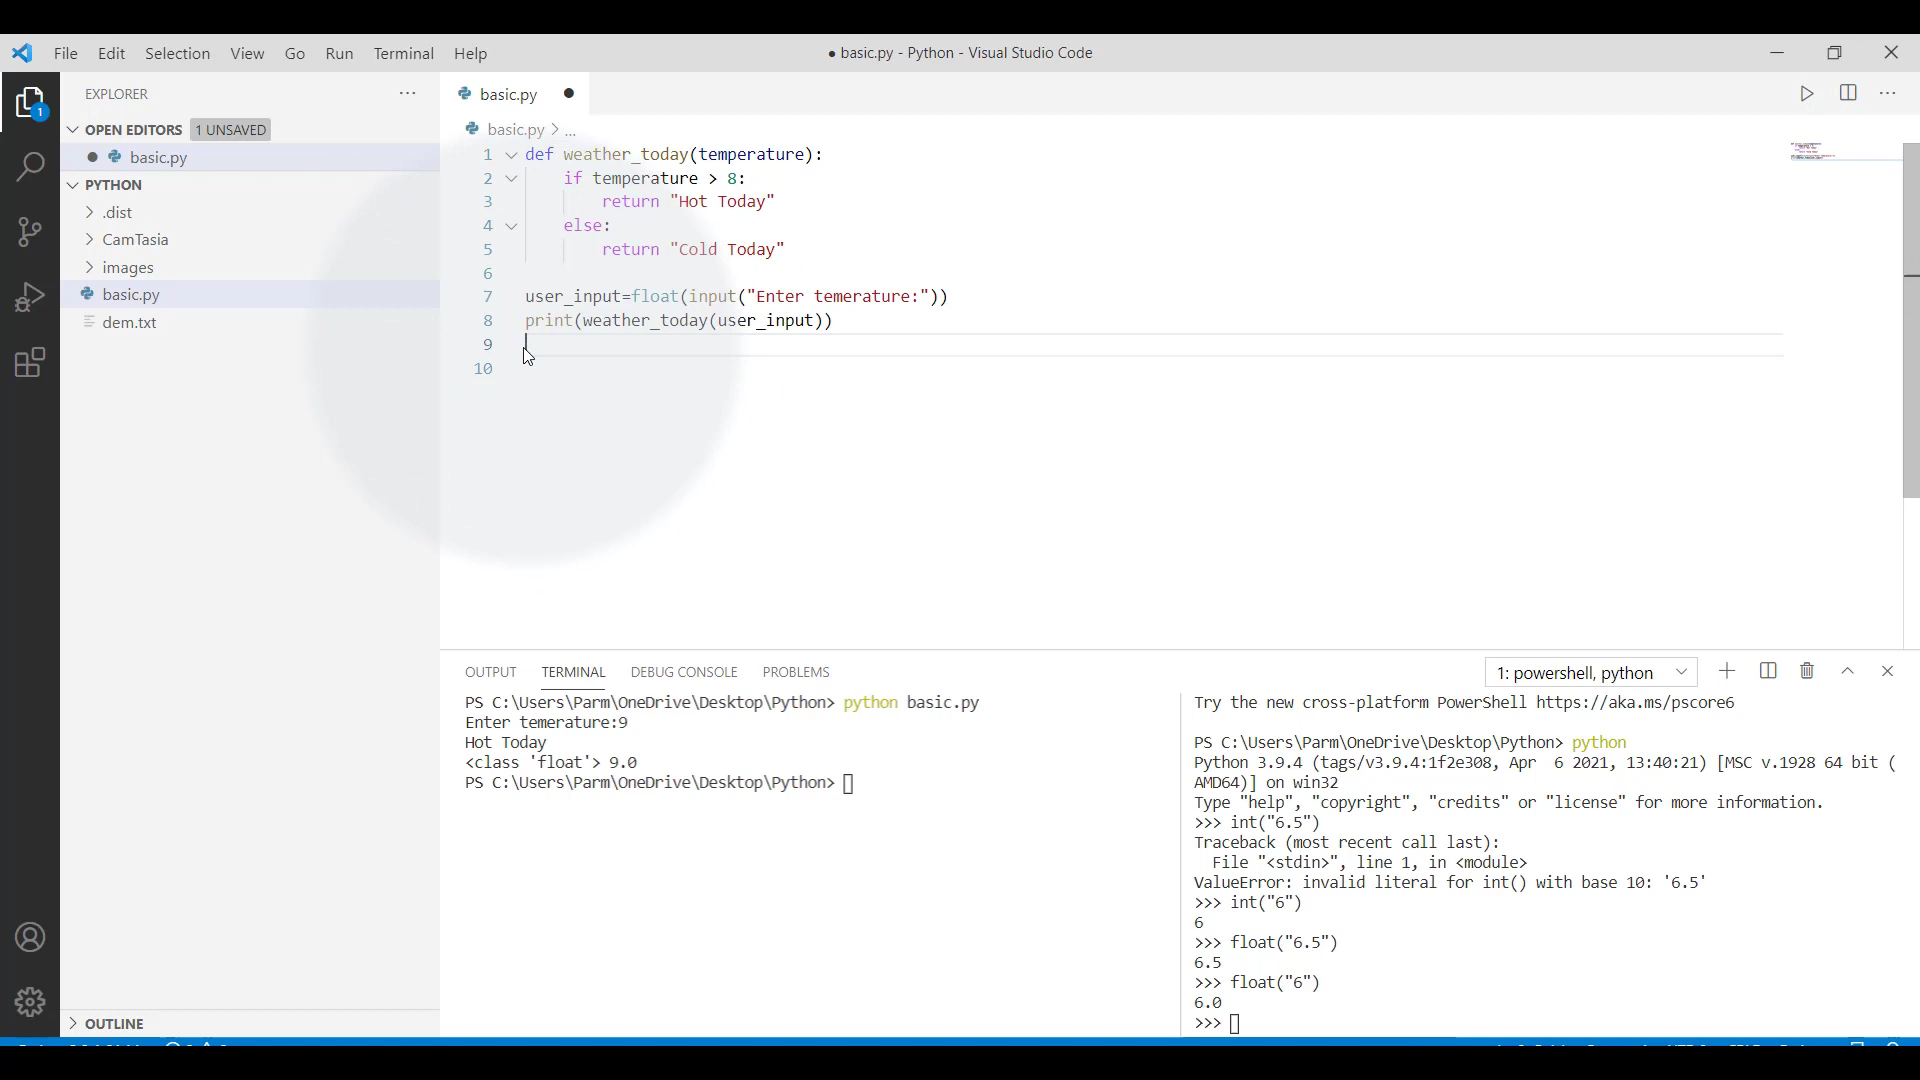 File Edit Selection View Go Run Terminal Help
● basic.py - Python - Visual Studio Code
EXPLORER
OPEN EDITORS 1 UNSAVED
basic.py
PYTHON
.dist
CamTasia
images
basic.py
dem.txt
OUTLINE
1
basic.py
basic.py > ...
1 def weather_today(temperature):
2 if temperature > 8:
3 return "Hot Today"
4 else:
5 return "Cold Today"
6
7 user_input=float(input("Enter temerature:"))
8 print(weather_today(user_input))
9
10
OUTPUT TERMINAL DEBUG CONSOLE PROBLEMS
1: powershell, python
PS C:\Users\Parm\OneDrive\Desktop\Python> python basic.py
Enter temerature:9
Hot Today
<class 'float'> 9.0
PS C:\Users\Parm\OneDrive\Desktop\Python>
Try the new cross-platform PowerShell https://aka.ms/pscore6
PS C:\Users\Parm\OneDrive\Desktop\Python> python
Python 3.9.4 (tags/v3.9.4:1f2e308, Apr  6 2021, 13:40:21) [MSC v.1928 64 bit (
AMD64)] on win32
Type "help", "copyright", "credits" or "license" for more information.
>>> int("6.5")
Traceback (most recent call last):
File "<stdin>", line 1, in <module>
ValueError: invalid literal for int() with base 10: '6.5'
>>> int("6")
6
>>> float("6.5")
6.5
>>> float("6")
6.0
>>>